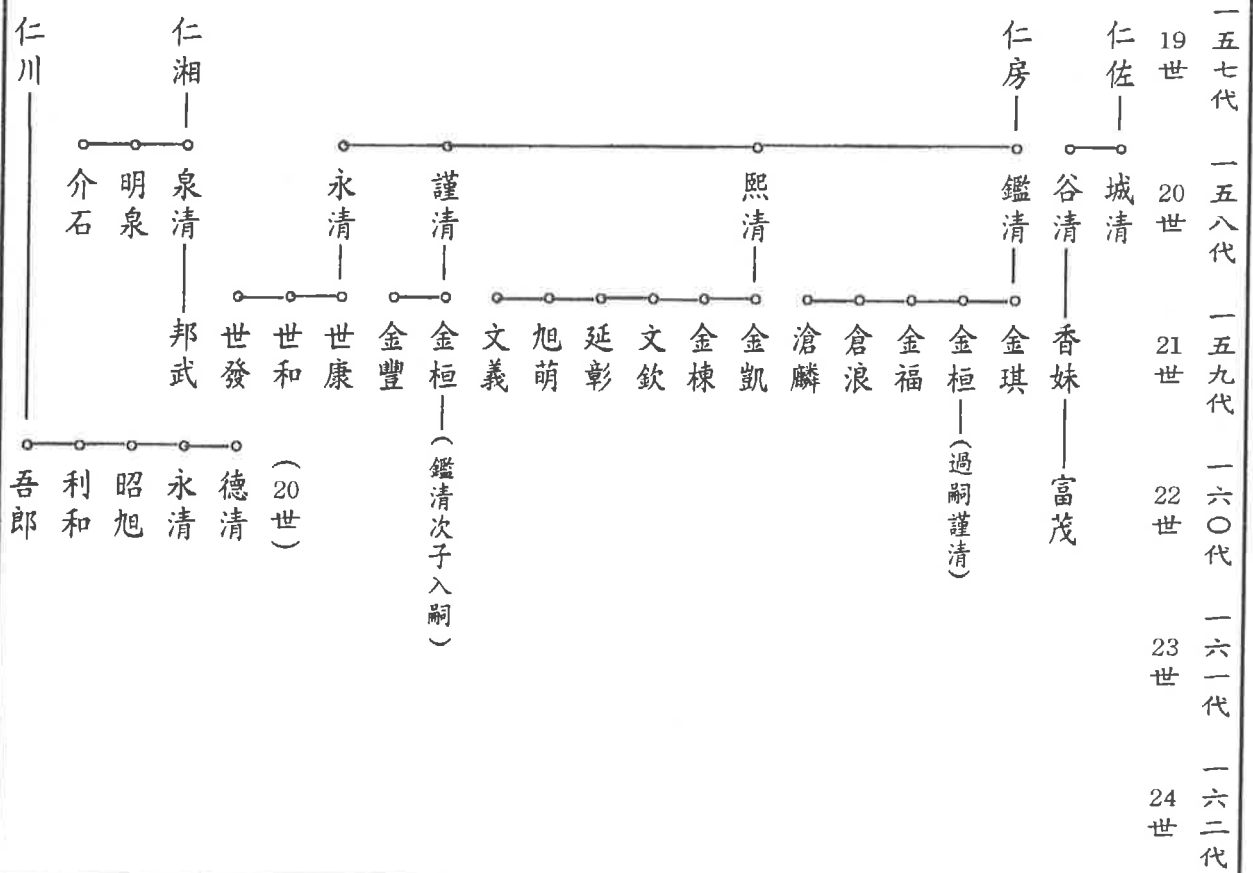 一五七代
一五八代
一五九代
一六〇代
一六一代
一六二代
19世
20世
21世
22世
23世
24世
仁佐
城清
谷清
香妹
富茂
仁房
鑑清
金琪
金桓
(過嗣謹清)
金福
倉浪
滄麟
熙清
金凱
金棟
文欽
延彰
旭萌
文義
謹清
金桓
(鑑清次子入嗣)
金豐
永清
世康
世和
世發
仁湘
泉清
邦武
明泉
介石
仁川
(20世)
德清
永清
昭旭
利和
吾郎